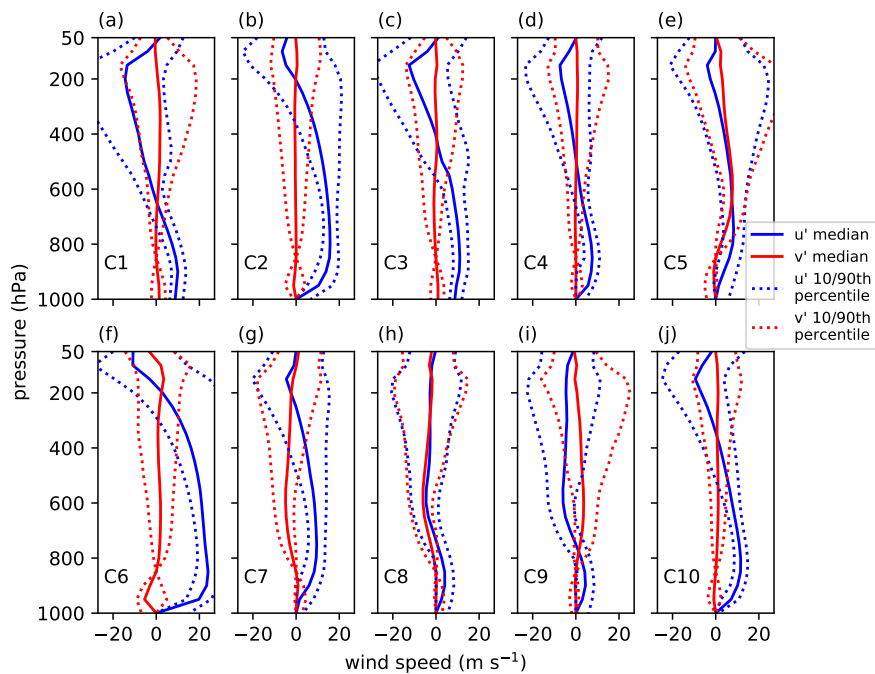 (a)
(b)
(c)
(d)
(e)
50
200
400
600
800
1000
pressure (hPa)
C1
C2
C3
C4
C5
−20
0
20
−20
0
20
−20
0
20
−20
0
20
−20
0
20
u' median
v' median
u' 10/90th
percentile
v' 10/90th
percentile
(f)
(g)
(h)
(i)
(j)
50
200
400
600
800
1000
C6
C7
C8
C9
C10
wind speed (m s⁻¹)